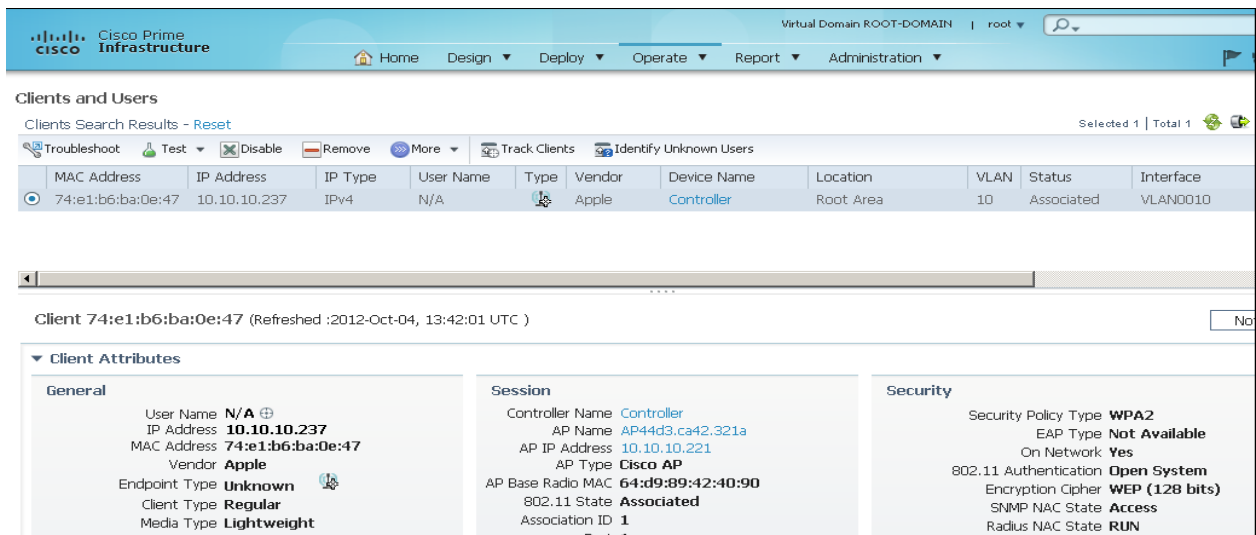 Virtual Domain ROOT-DOMAIN | root
cisco Cisco Prime Infrastructure
Home Design Deploy Operate Report Administration
Clients and Users
Clients Search Results - Reset
Selected 1 | Total 1
Troubleshoot Test Disable Remove More Track Clients Identify Unknown Users
MAC Address IP Address IP Type User Name Type Vendor Device Name Location VLAN Status Interface
74:e1:b6:ba:0e:47 10.10.10.237 IPv4 N/A Apple Controller Root Area 10 Associated VLAN0010
Client 74:e1:b6:ba:0e:47 (Refreshed :2012-Oct-04, 13:42:01 UTC )
Client Attributes
General
User Name N/A
IP Address 10.10.10.237
MAC Address 74:e1:b6:ba:0e:47
Vendor Apple
Endpoint Type Unknown
Client Type Regular
Media Type Lightweight
Session
Controller Name Controller
AP Name AP44d3.ca42.321a
AP IP Address 10.10.10.221
AP Type Cisco AP
AP Base Radio MAC 64:d9:89:42:40:90
802.11 State Associated
Association ID 1
Security
Security Policy Type WPA2
EAP Type Not Available
On Network Yes
802.11 Authentication Open System
Encryption Cipher WEP (128 bits)
SNMP NAC State Access
Radius NAC State RUN